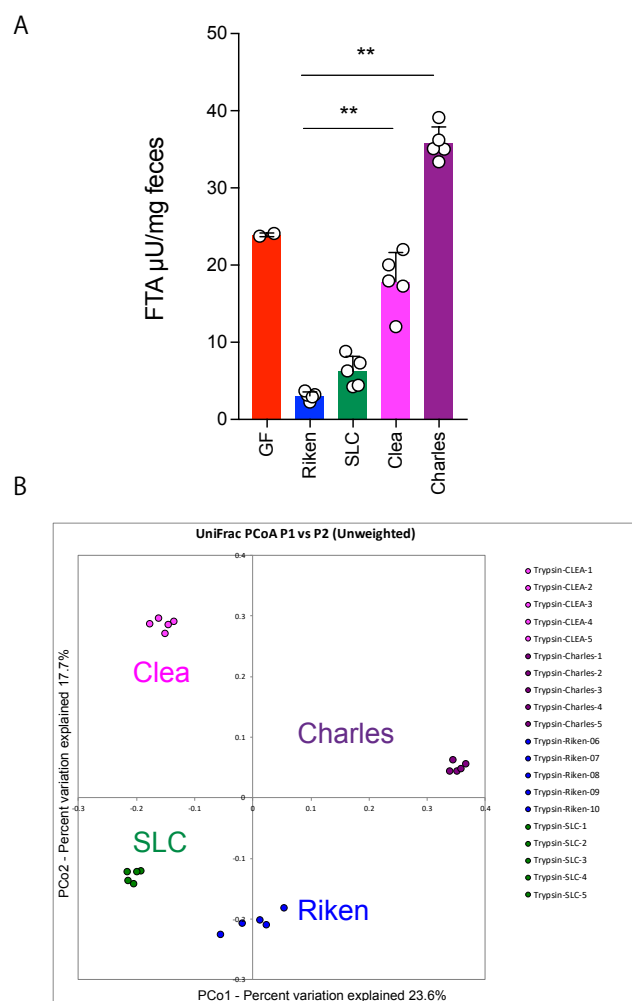 A
50
40
30
20
10
0
FTA µU/mg feces
**
**
GF
Riken
SLC
Clea
Charles
B
UniFrac PCoA P1 vs P2 (Unweighted)
0.4
0.3
0.2
0.1
0
-0.1
-0.2
-0.3
-0.3
-0.2
-0.1
0
0.1
0.2
0.3
0.4
PCo2 - Percent variation explained 17.7%
Clea
Charles
SLC
Riken
PCo1 - Percent variation explained 23.6%
Trypsin-CLEA-1
Trypsin-CLEA-2
Trypsin-CLEA-3
Trypsin-CLEA-4
Trypsin-CLEA-5
Trypsin-Charles-1
Trypsin-Charles-2
Trypsin-Charles-3
Trypsin-Charles-4
Trypsin-Charles-5
Trypsin-Riken-06
Trypsin-Riken-07
Trypsin-Riken-08
Trypsin-Riken-09
Trypsin-Riken-10
Trypsin-SLC-1
Trypsin-SLC-2
Trypsin-SLC-3
Trypsin-SLC-4
Trypsin-SLC-5